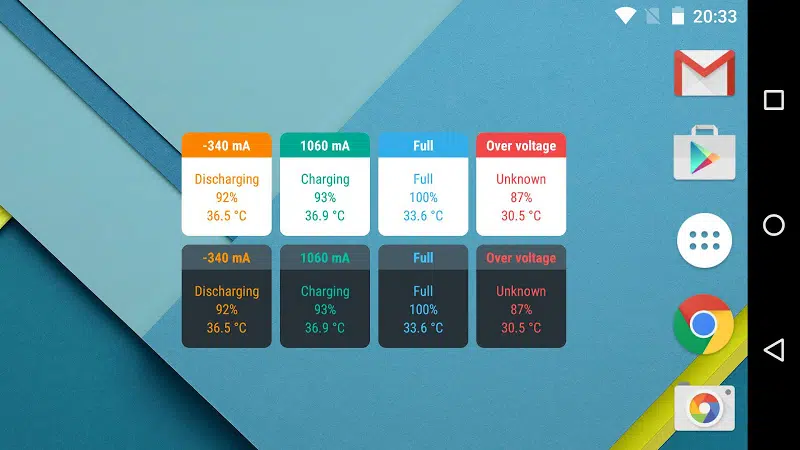 20:33
-340 mA
1060 mA
Full
Over voltage
Discharging
92%
36.5 °C
Charging
93%
36.9 °C
Full
100%
33.6 °C
Unknown
87%
30.5 °C
-340 mA
1060 mA
Full
Over voltage
Discharging
92%
36.5 °C
Charging
93%
36.9 °C
Full
100%
33.6 °C
Unknown
87%
30.5 °C